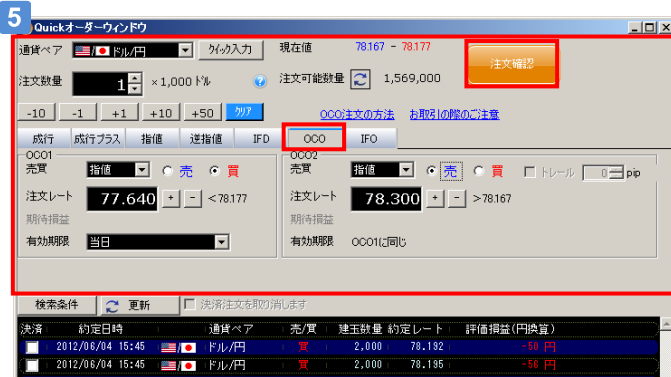 5
Quickオーダーウィンドウ
通貨ペア ドル/円 クイック入力 現在値 78.167 - 78.177
注文確認
注文数量 1 ×1,000ドル 注文可能数量 1,569,000
-10 -1 +1 +10 +50 クリア OCO注文の方法 お取引の際のご注意
成行 成行プラス 指値 逆指値 IFD OCO IFO
OCO1 OCO2
売買 指値 売 買 売買 指値 売 買 トレール 0 pip
注文レート 77.640 + - <78.177 注文レート 78.300 + - >78.167
期待損益 期待損益
有効期限 当日 有効期限 OCO1に同じ
検索条件 更新 決済注文を取り消します
決済 約定日時 通貨ペア 売/買 建玉数量 約定レート 評価損益(円換算)
2012/06/04 15:45 ドル/円 買 2,000 78.192 -50 円
2012/06/04 15:45 ドル/円 買 2,000 78.195 -56 円